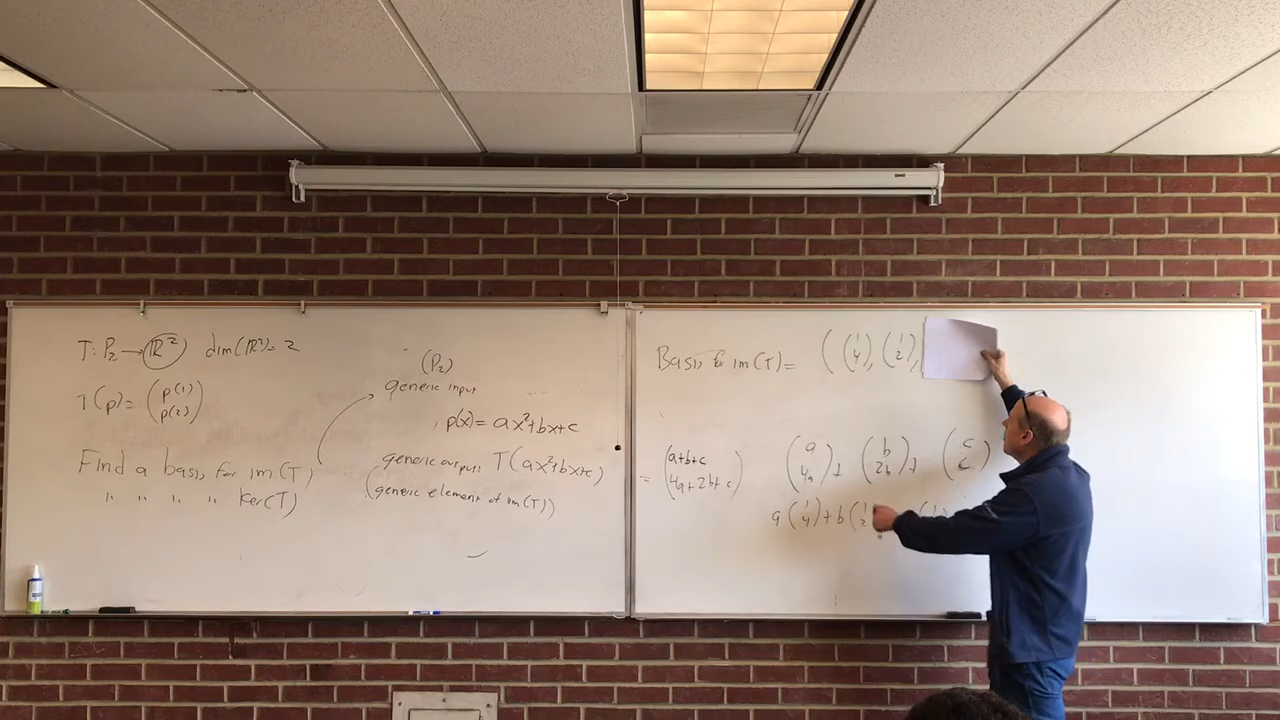 T: P₂ → ℝ² dim(ℝ²) = 2
T(p) = (p(1) p(2))
Find a basis for im(T)
" " " " Ker(T)
(P₂)
generic input
p(x) = ax²+bx+c
generic output: T(ax²+bx+c)
(generic element of im(T))
Basis for im(T) = ( (1 4), (1 2),
= (a+b+c 4a+2b+c) (a 4a) + (b 2b) + (c c)
a (1 4) + b (1 2